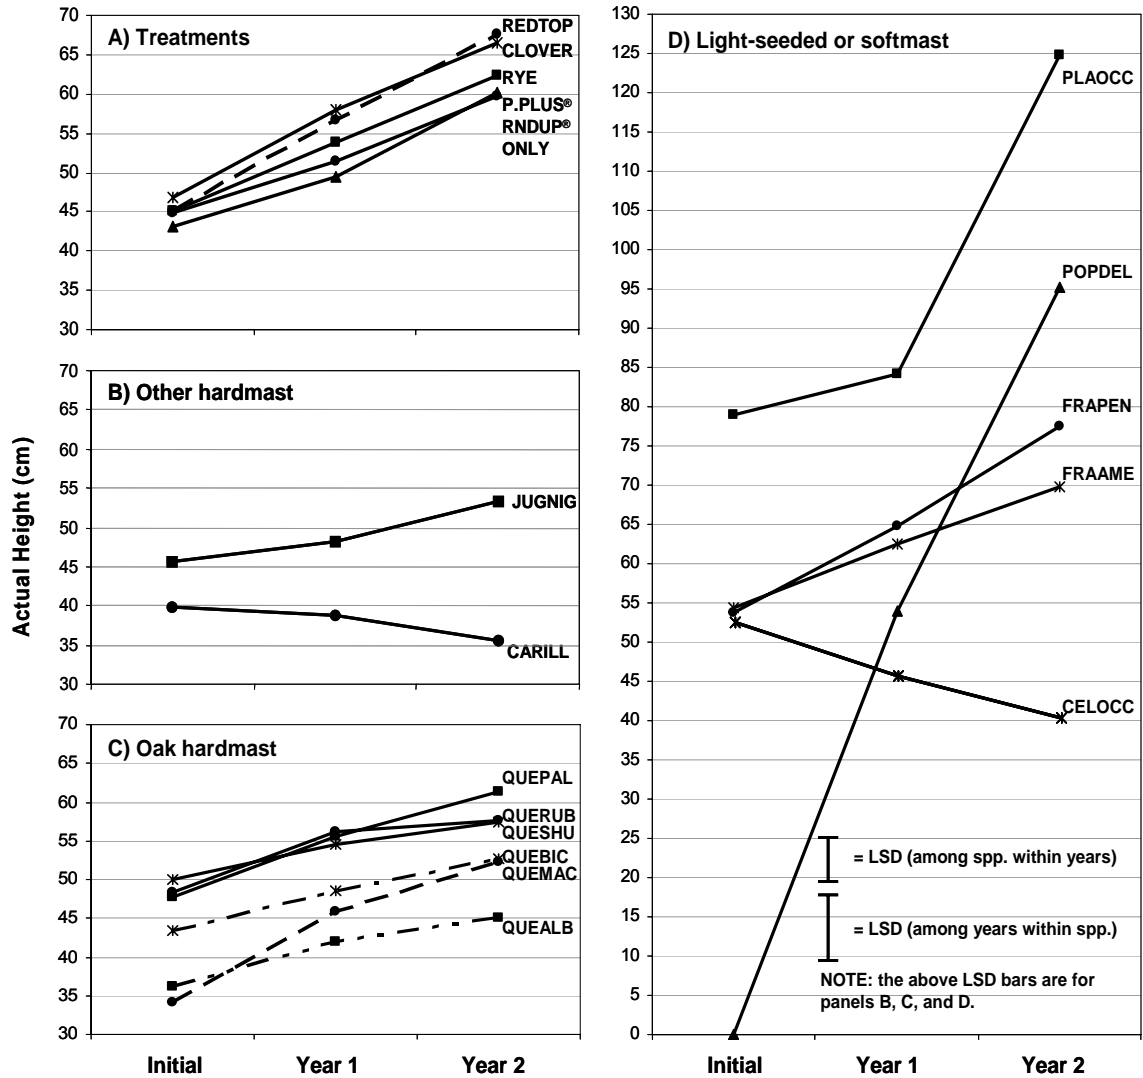 Actual Height (cm)
A) Treatments
70
65
60
55
50
45
40
35
30
REDTOP
CLOVER
RYE
P.PLUS®
RNDUP®
ONLY
B) Other hardmast
70
65
60
55
50
45
40
35
30
JUGNIG
CARILL
C) Oak hardmast
70
65
60
55
50
45
40
35
30
QUEPAL
QUERUB
QUESHU
QUEBIC
QUEMAC
QUEALB
Initial
Year 1
Year 2
D) Light-seeded or softmast
130
125
120
115
110
105
100
95
90
85
80
75
70
65
60
55
50
45
40
35
30
25
20
15
10
5
0
PLAOCC
POPDEL
FRAPEN
FRAAME
CELOCC
= LSD (among spp. within years)
= LSD (among years within spp.)
NOTE: the above LSD bars are for
panels B, C, and D.
Initial
Year 1
Year 2